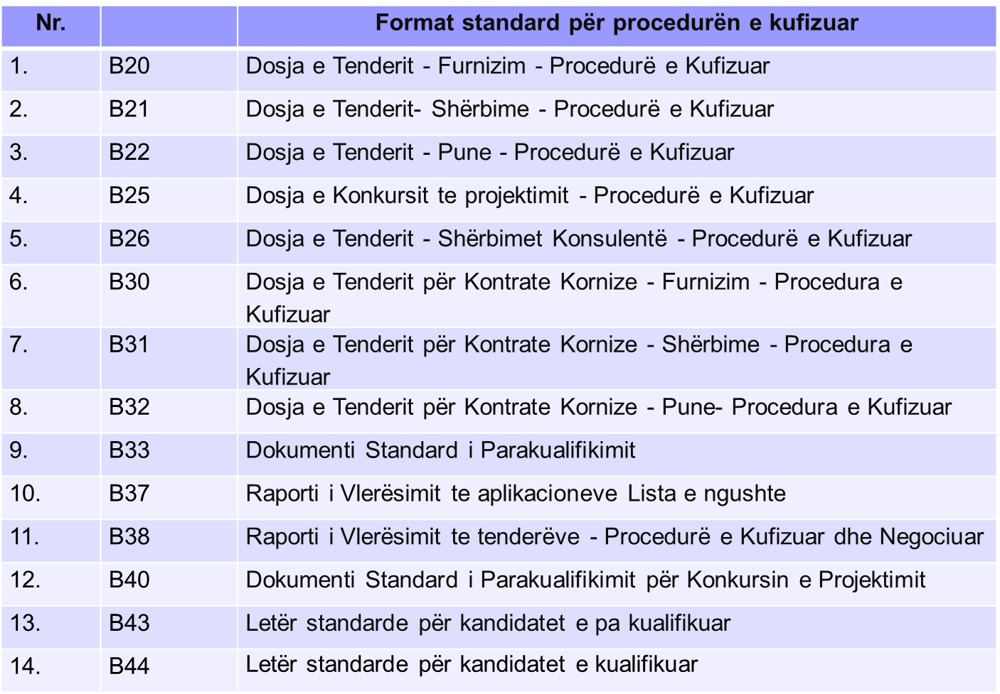 Nr. Format standard për procedurën e kufizuar
1. B20 Dosja e Tenderit - Furnizim - Procedurë e Kufizuar
2. B21 Dosja e Tenderit- Shërbime - Procedurë e Kufizuar
3. B22 Dosja e Tenderit - Pune - Procedurë e Kufizuar
4. B25 Dosja e Konkursit te projektimit - Procedurë e Kufizuar
5. B26 Dosja e Tenderit - Shërbimet Konsulentë - Procedurë e Kufizuar
6. B30 Dosja e Tenderit për Kontrate Kornize - Furnizim - Procedura e
Kufizuar
7. B31 Dosja e Tenderit për Kontrate Kornize - Shërbime - Procedura e
Kufizuar
8. B32 Dosja e Tenderit për Kontrate Kornize - Pune- Procedura e Kufizuar
9. B33 Dokumenti Standard i Parakualifikimit
10. B37 Raporti i Vlerësimit te aplikacioneve Lista e ngushte
11. B38 Raporti i Vlerësimit te tenderëve - Procedurë e Kufizuar dhe Negociuar
12. B40 Dokumenti Standard i Parakualifikimit për Konkursin e Projektimit
13. B43 Letër standarde për kandidatet e pa kualifikuar
14. B44 Letër standarde për kandidatet e kualifikuar